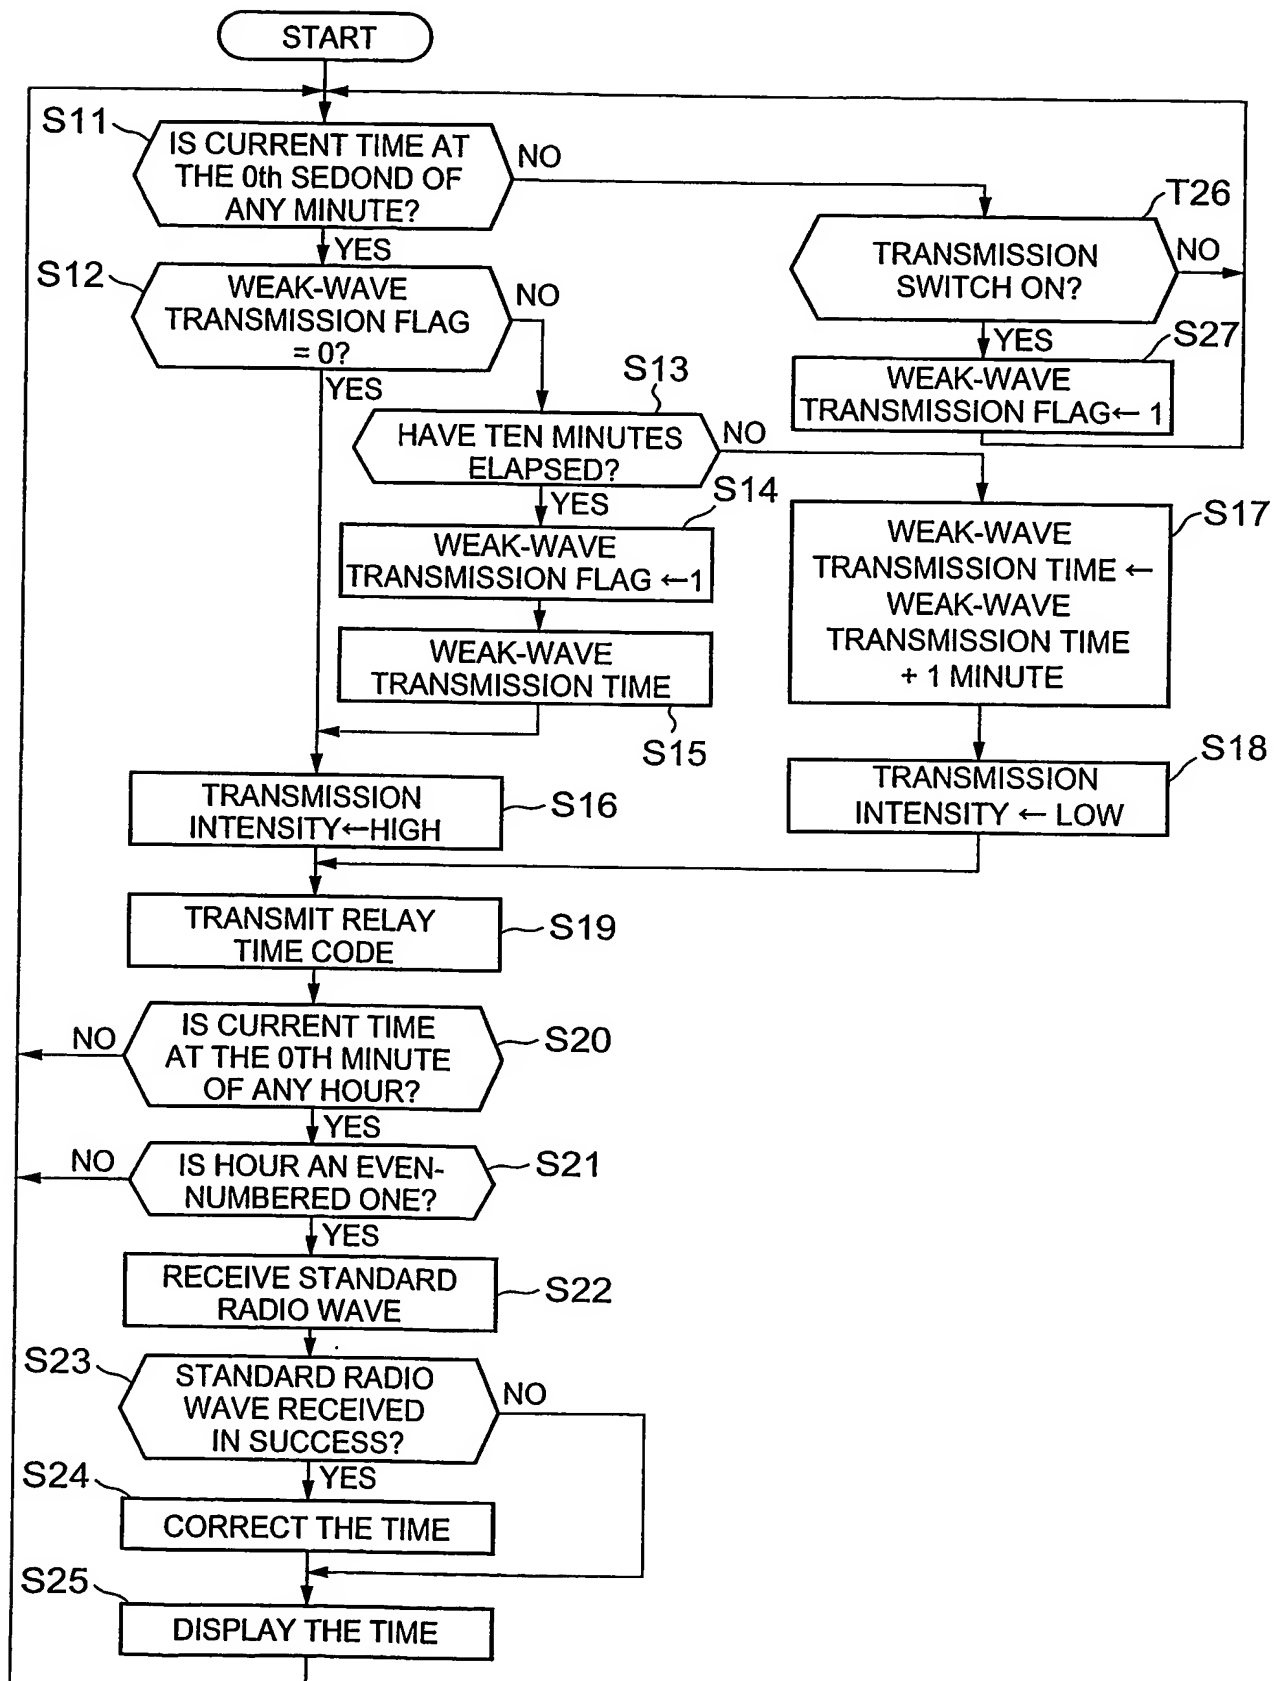 START
S11
IS CURRENT TIME AT
THE 0th SEDOND OF
ANY MINUTE?
NO
YES
T26
TRANSMISSION
SWITCH ON?
NO
YES
S27
WEAK-WAVE
TRANSMISSION FLAG← 1
S12
WEAK-WAVE
TRANSMISSION FLAG
= 0?
NO
YES
S13
HAVE TEN MINUTES
ELAPSED?
NO
YES
S14
WEAK-WAVE
TRANSMISSION FLAG ←1
WEAK-WAVE
TRANSMISSION TIME
S15
S17
WEAK-WAVE
TRANSMISSION TIME ←
WEAK-WAVE
TRANSMISSION TIME
+ 1 MINUTE
S18
TRANSMISSION
INTENSITY ← LOW
TRANSMISSION
INTENSITY←HIGH
S16
TRANSMIT RELAY
TIME CODE
S19
NO
IS CURRENT TIME
AT THE 0TH MINUTE
OF ANY HOUR?
S20
YES
NO
IS HOUR AN EVEN-
NUMBERED ONE?
S21
YES
RECEIVE STANDARD
RADIO WAVE
S22
S23
STANDARD RADIO
WAVE RECEIVED
IN SUCCESS?
NO
YES
S24
CORRECT THE TIME
S25
DISPLAY THE TIME